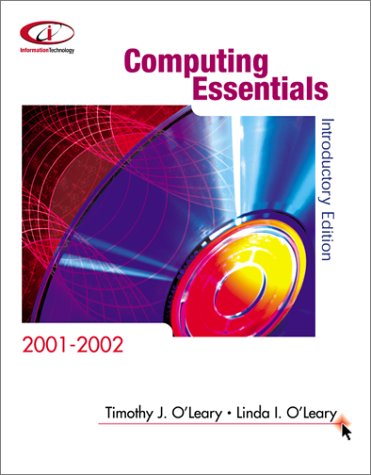 InformationTechnology
Computing
Essentials
Introductory Edition
2001-2002
Timothy J. O'Leary • Linda I. O'Leary